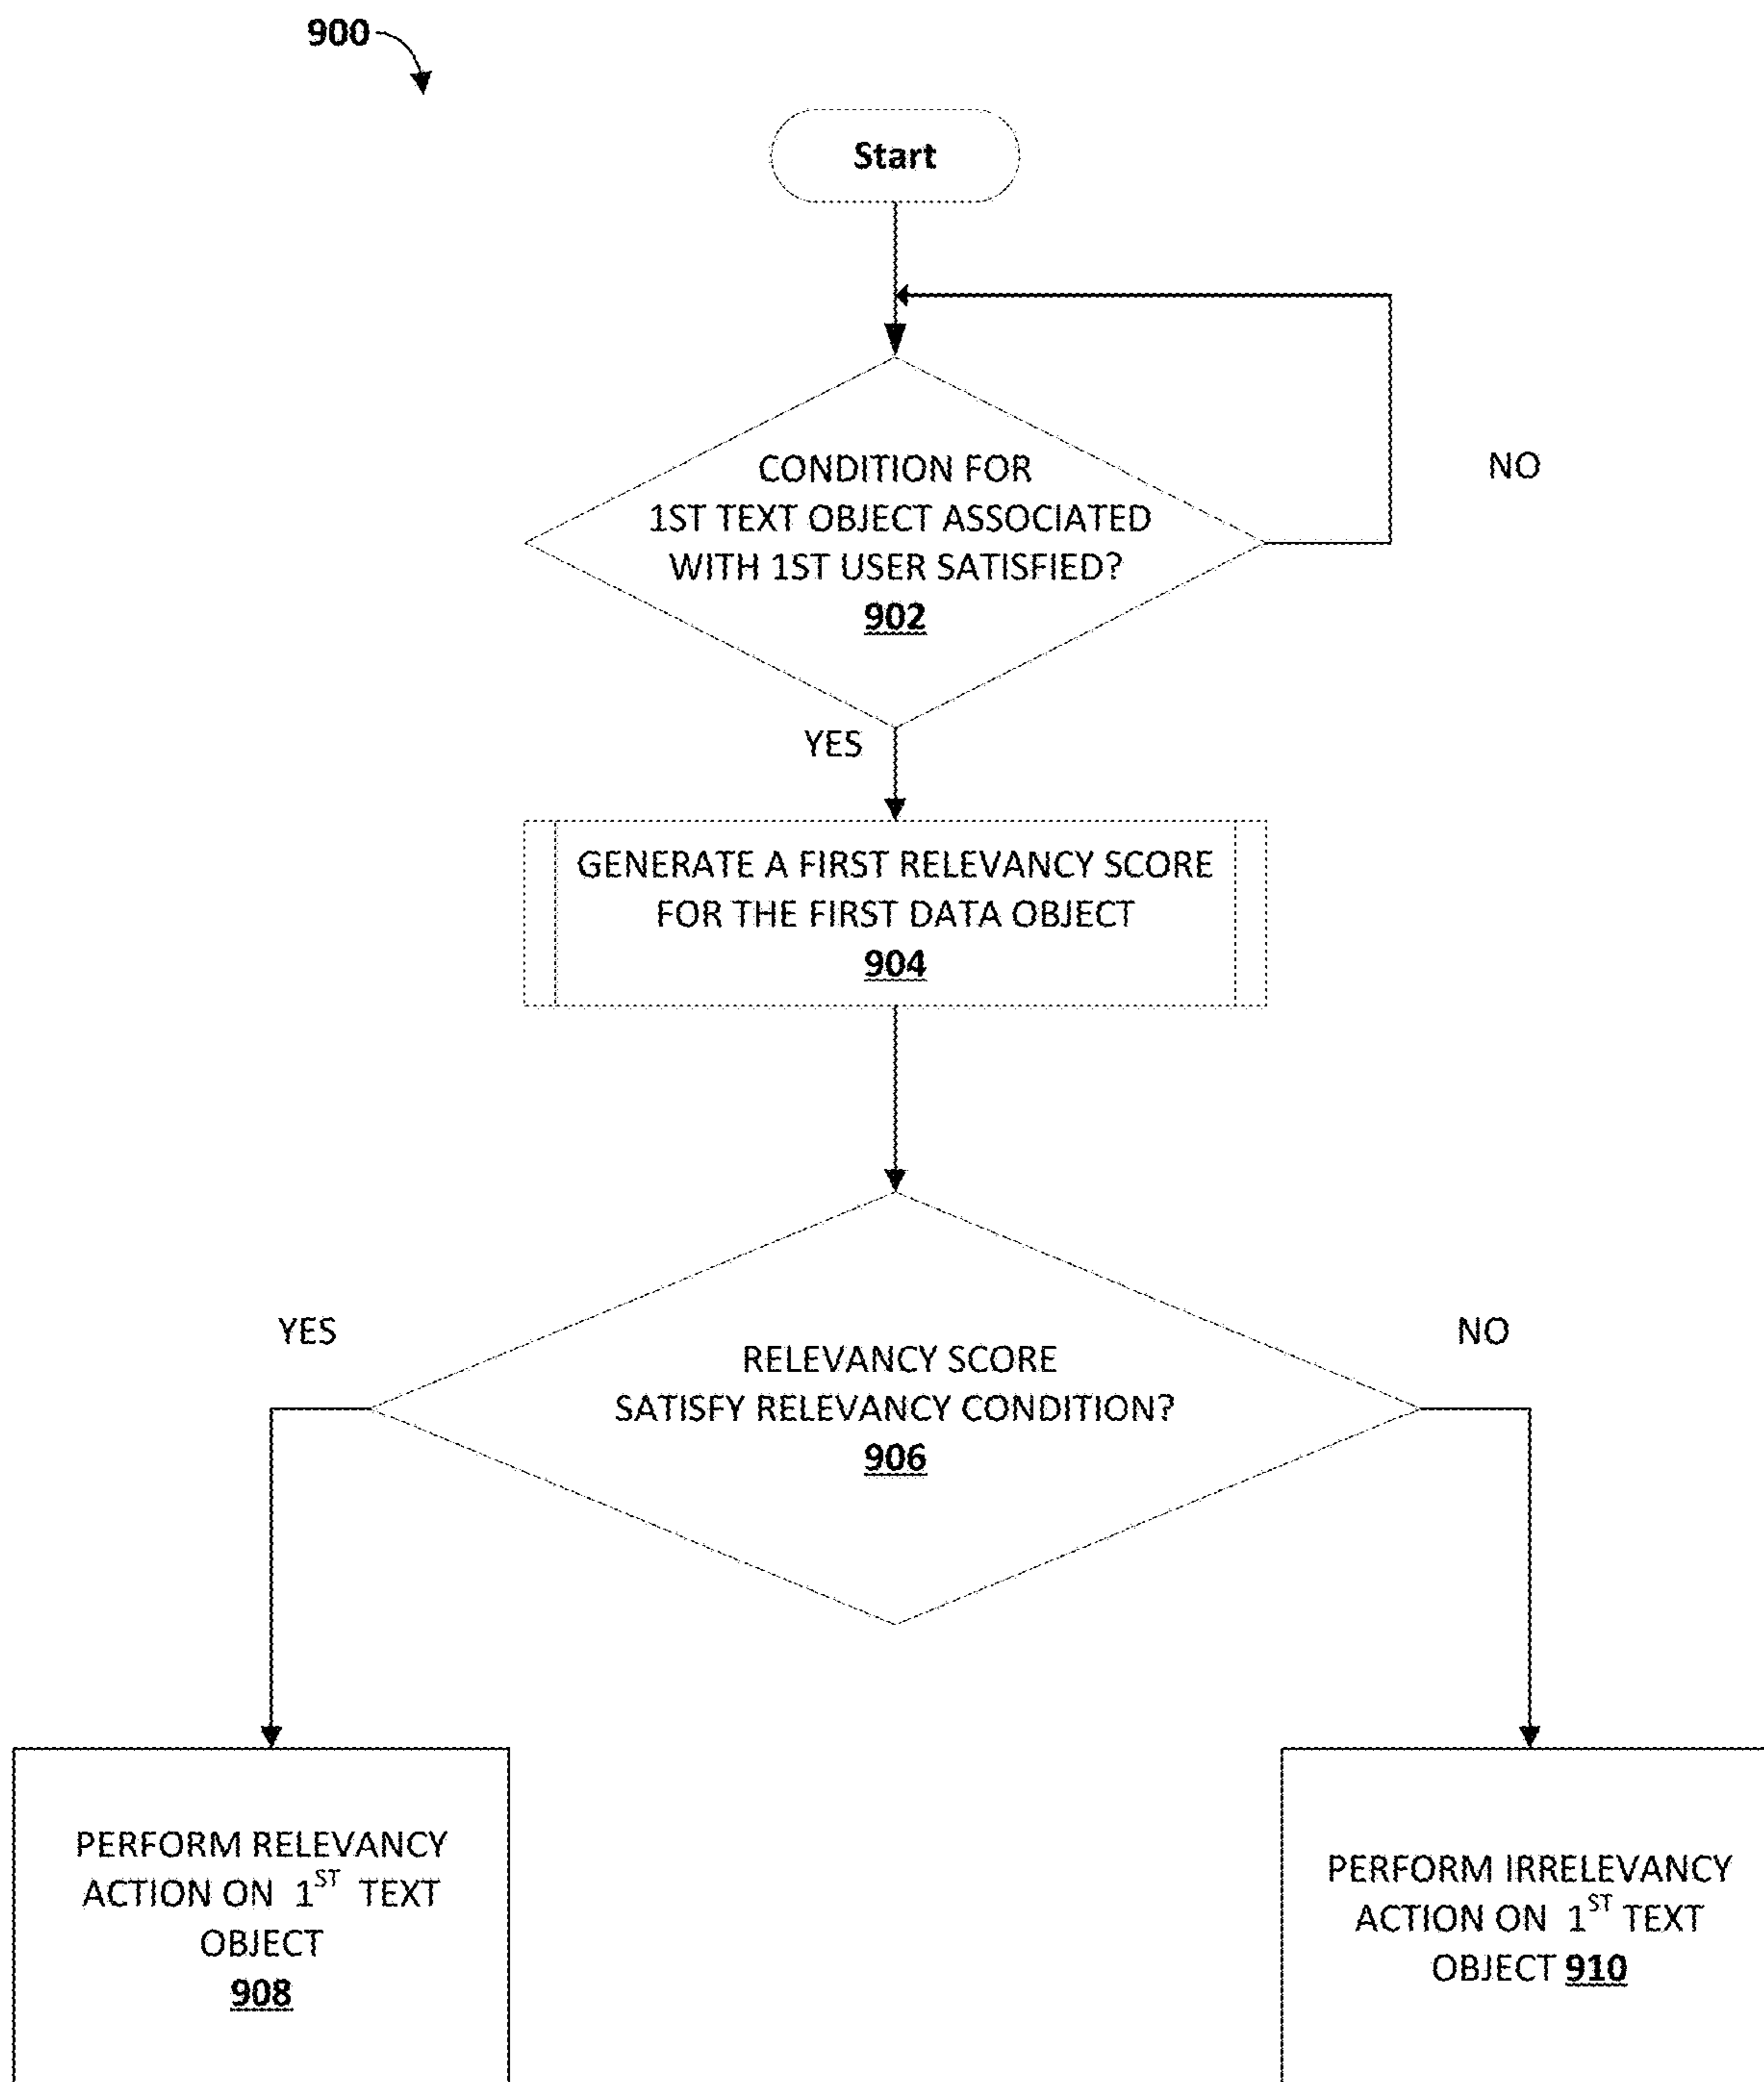 900
Start
CONDITION FOR
1ST TEXT OBJECT ASSOCIATED
WITH 1ST USER SATISFIED?
902
NO
YES
GENERATE A FIRST RELEVANCY SCORE
FOR THE FIRST DATA OBJECT
904
YES
NO
RELEVANCY SCORE
SATISFY RELEVANCY CONDITION?
906
PERFORM RELEVANCY
ACTION ON 1ST TEXT
OBJECT
908
PERFORM IRRELEVANCY
ACTION ON 1ST TEXT
OBJECT 910